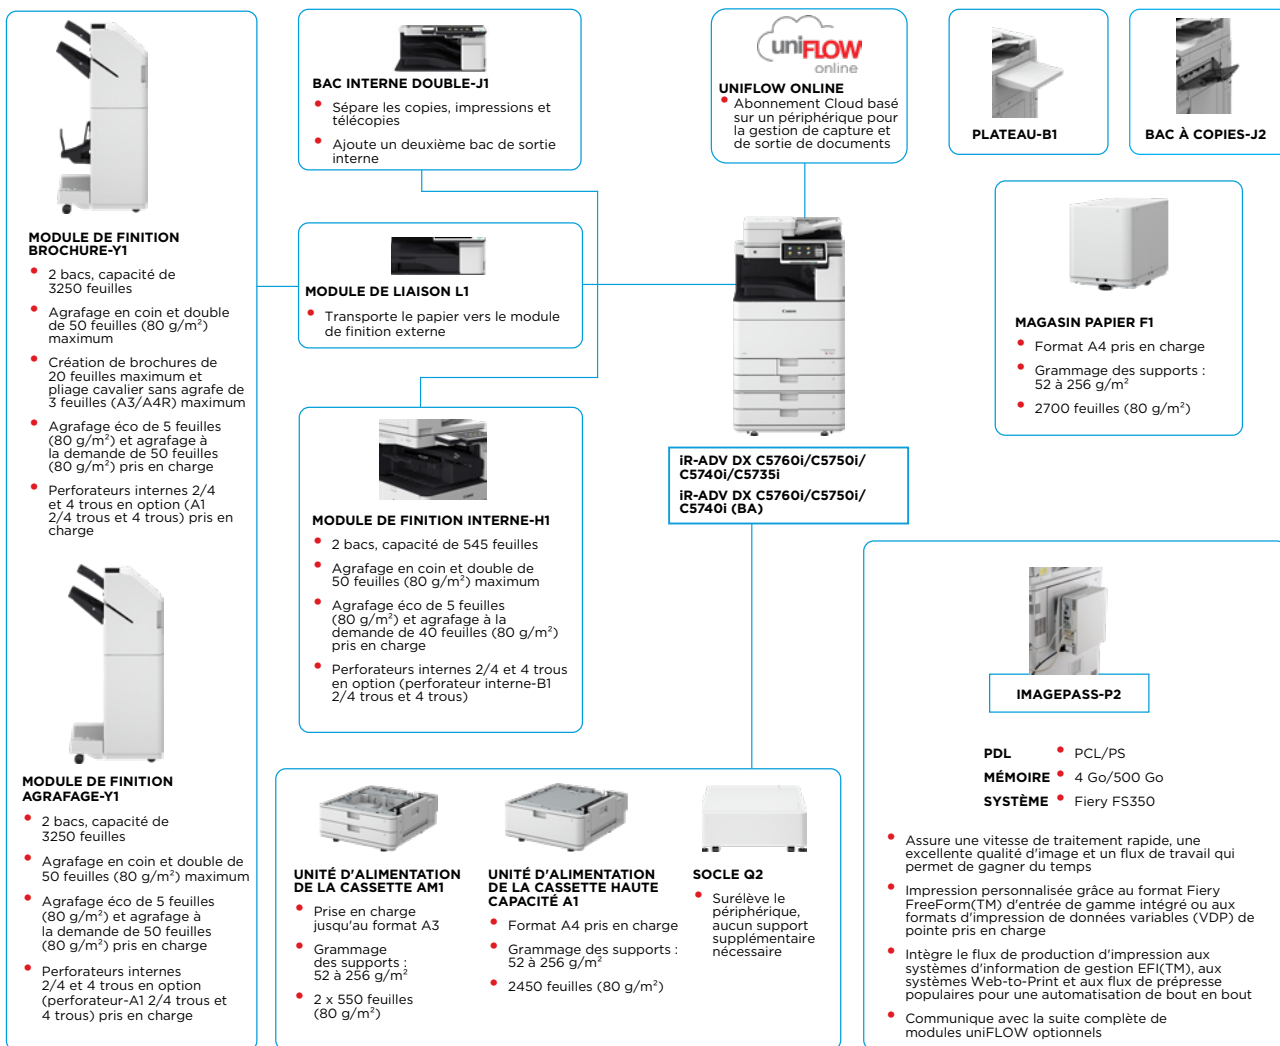 MODULE DE FINITION
BROCHURE-Y1
• 2 bacs, capacité de
3250 feuilles
• Agrafage en coin et double
de 50 feuilles (80 g/m²)
maximum
• Création de brochures de
20 feuilles maximum et
pliage cavalier sans agrafe de
3 feuilles (A3/A4R) maximum
• Agrafage éco de 5 feuilles
(80 g/m²) et agrafage à
la demande de 50 feuilles
(80 g/m²) pris en charge
• Perforateurs internes 2/4
et 4 trous en option (A1
2/4 trous et 4 trous) pris en
charge
MODULE DE FINITION
AGRAFAGE-Y1
• 2 bacs, capacité de
3250 feuilles
• Agrafage en coin et double de
50 feuilles (80 g/m²) maximum
• Agrafage éco de 5 feuilles
(80 g/m²) et agrafage à
la demande de 50 feuilles
(80 g/m²) pris en charge
• Perforateurs internes
2/4 et 4 trous en option
(perforateur-A1 2/4 trous et
4 trous) pris en charge
BAC INTERNE DOUBLE-J1
• Sépare les copies, impressions et
télécopies
• Ajoute un deuxième bac de sortie
interne
MODULE DE LIAISON L1
• Transporte le papier vers le module
de finition externe
MODULE DE FINITION INTERNE-H1
• 2 bacs, capacité de 545 feuilles
• Agrafage en coin et double de
50 feuilles (80 g/m²) maximum
• Agrafage éco de 5 feuilles
(80 g/m²) et agrafage à la
demande de 40 feuilles (80 g/m²)
pris en charge
• Perforateurs internes 2/4 et 4 trous
en option (perforateur interne-B1
2/4 trous et 4 trous)
uniFLOW
online
UNIFLOW ONLINE
• Abonnement Cloud basé
sur un périphérique pour
la gestion de capture et
de sortie de documents
Canon
iR-ADV DX C5760i/C5750i/
C5740i/C5735i
iR-ADV DX C5760i/C5750i/
C5740i (BA)
PLATEAU-B1
BAC À COPIES-J2
MAGASIN PAPIER F1
• Format A4 pris en charge
• Grammage des supports :
52 à 256 g/m²
• 2700 feuilles (80 g/m²)
UNITÉ D'ALIMENTATION
DE LA CASSETTE AM1
• Prise en charge
jusqu'au format A3
• Grammage
des supports :
52 à 256 g/m²
• 2 x 550 feuilles
(80 g/m²)
UNITÉ D'ALIMENTATION
DE LA CASSETTE HAUTE
CAPACITÉ A1
• Format A4 pris en charge
• Grammage des supports :
52 à 256 g/m²
• 2450 feuilles (80 g/m²)
SOCLE Q2
• Surélève le
périphérique,
aucun support
supplémentaire
nécessaire
IMAGEPASS-P2
PDL • PCL/PS
MÉMOIRE • 4 Go/500 Go
SYSTÈME • Fiery FS350
• Assure une vitesse de traitement rapide, une
excellente qualité d'image et un flux de travail qui
permet de gagner du temps
• Impression personnalisée grâce au format Fiery
FreeForm(TM) d'entrée de gamme intégré ou aux
formats d'impression de données variables (VDP) de
pointe pris en charge
• Intègre le flux de production d'impression aux
systèmes d'information de gestion EFI(TM), aux
systèmes Web-to-Print et aux flux de prépresse
populaires pour une automatisation de bout en bout
• Communique avec la suite complète de
modules uniFLOW optionnels